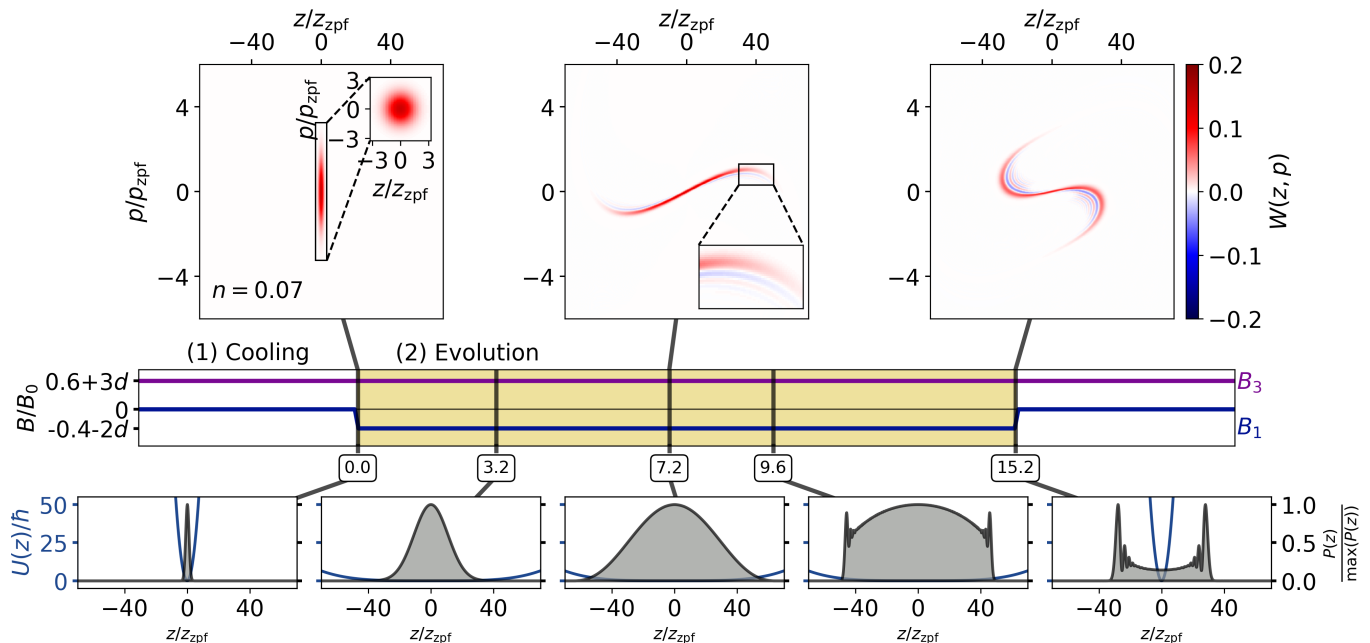 z/z_zpf z/z_zpf z/z_zpf
−40 0 40 −40 0 40 −40 0 40
p/p_zpf
4
0
−4
n = 0.07
p/p_zpf
3
0
−3
−3 0 3
z/z_zpf
4
0
−4
4
0
−4
0.2
0.1
0.0
−0.1
−0.2
W(z, p)
(1) Cooling (2) Evolution
B/B_0
0.6+3d
0
-0.4-2d
B_3
B_1
0.0 3.2 7.2 9.6 15.2
U(z)/ℏ
50
25
0
1.0
0.5
0.0
P(z)
max(P(z))
−40 0 40 −40 0 40 −40 0 40 −40 0 40 −40 0 40
z/z_zpf z/z_zpf z/z_zpf z/z_zpf z/z_zpf